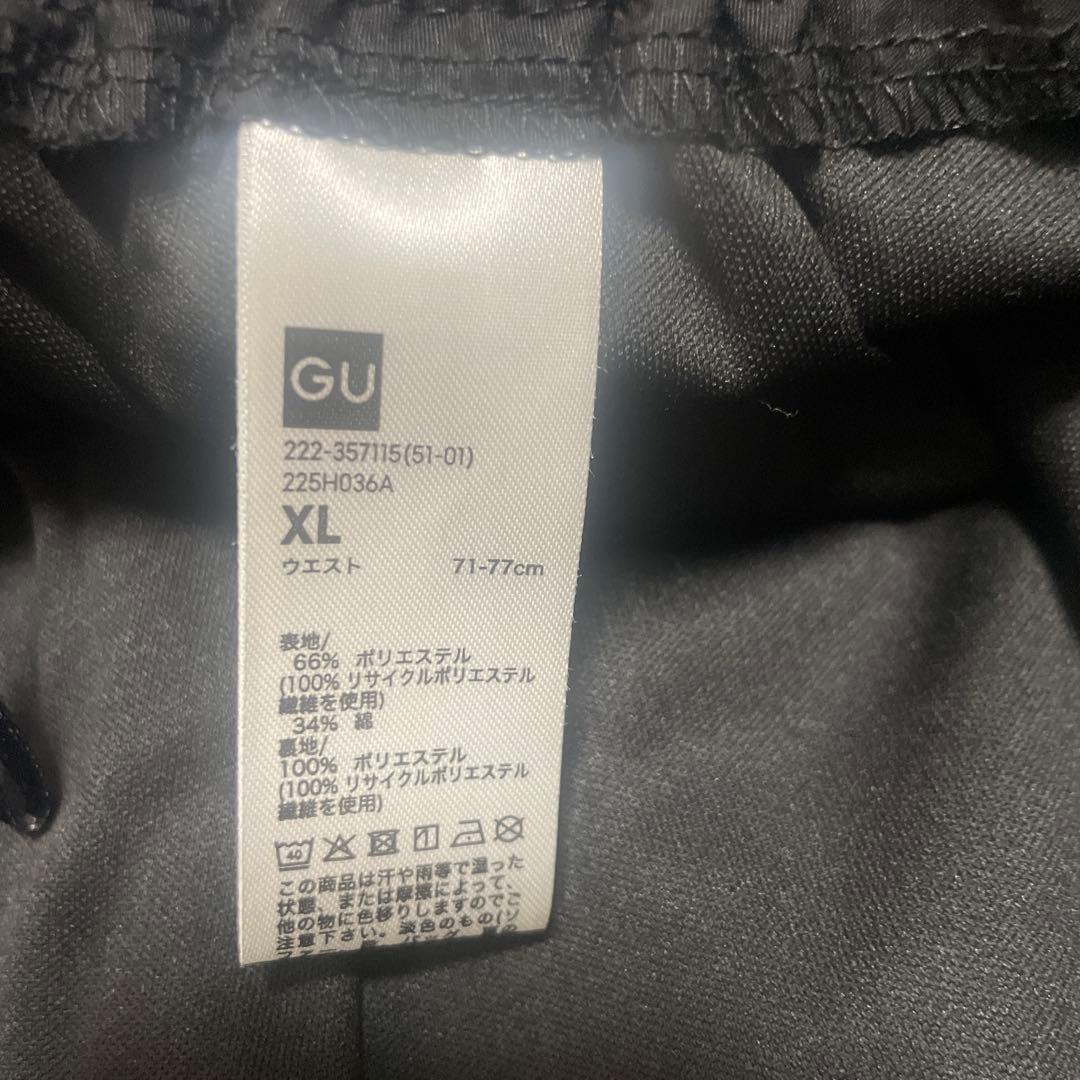 GU
222-357115(51-01)
225H036A
XL
ウエスト 71-77cm
表地/
66% ポリエステル
(100% リサイクルポリエステル
繊維を使用)
34% 綿
裏地/
100% ポリエステル
(100% リサイクルポリエステル
繊維を使用)
40
この商品は汗や雨等で湿った
状態、または摩擦によって、
他の物に色移りしますのでご
注意下さい。淡色のもの(ソ